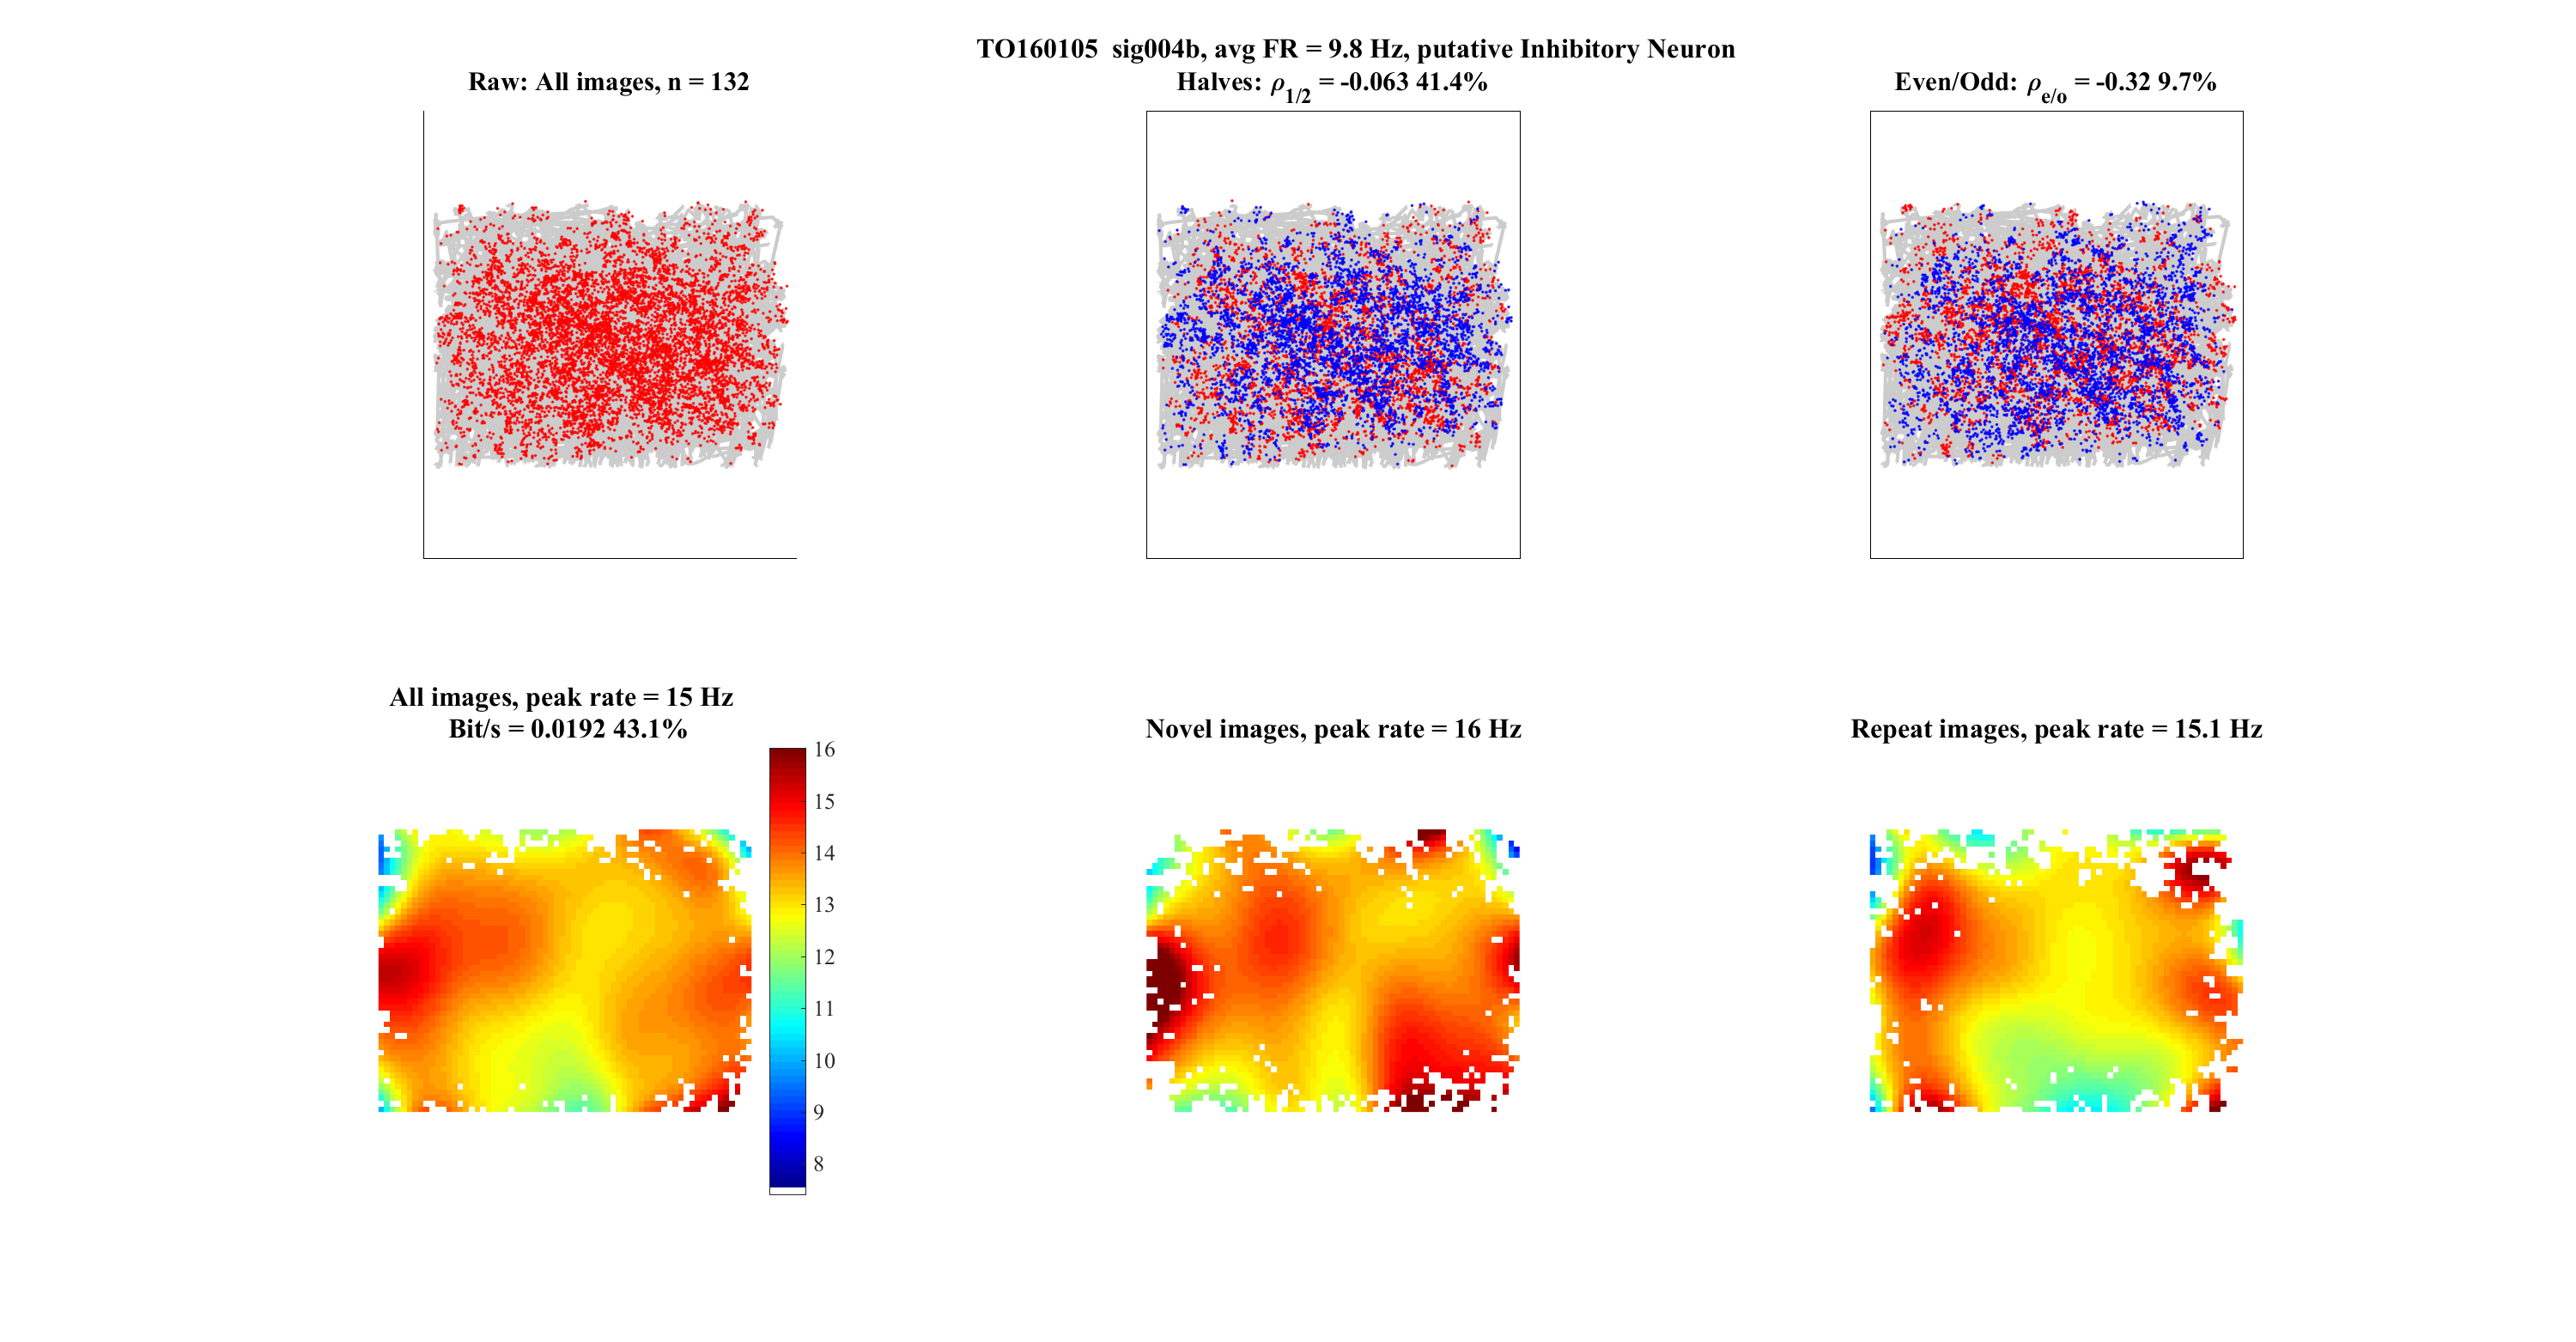 TO160105  sig004b, avg FR = 9.8 Hz, putative Inhibitory Neuron
Raw: All images, n = 132
Halves: ρ1/2 = -0.063 41.4%
Even/Odd: ρe/o = -0.32 9.7%
All images, peak rate = 15 Hz
Bit/s = 0.0192 43.1%
16
15
14
13
12
11
10
9
8
Novel images, peak rate = 16 Hz
Repeat images, peak rate = 15.1 Hz